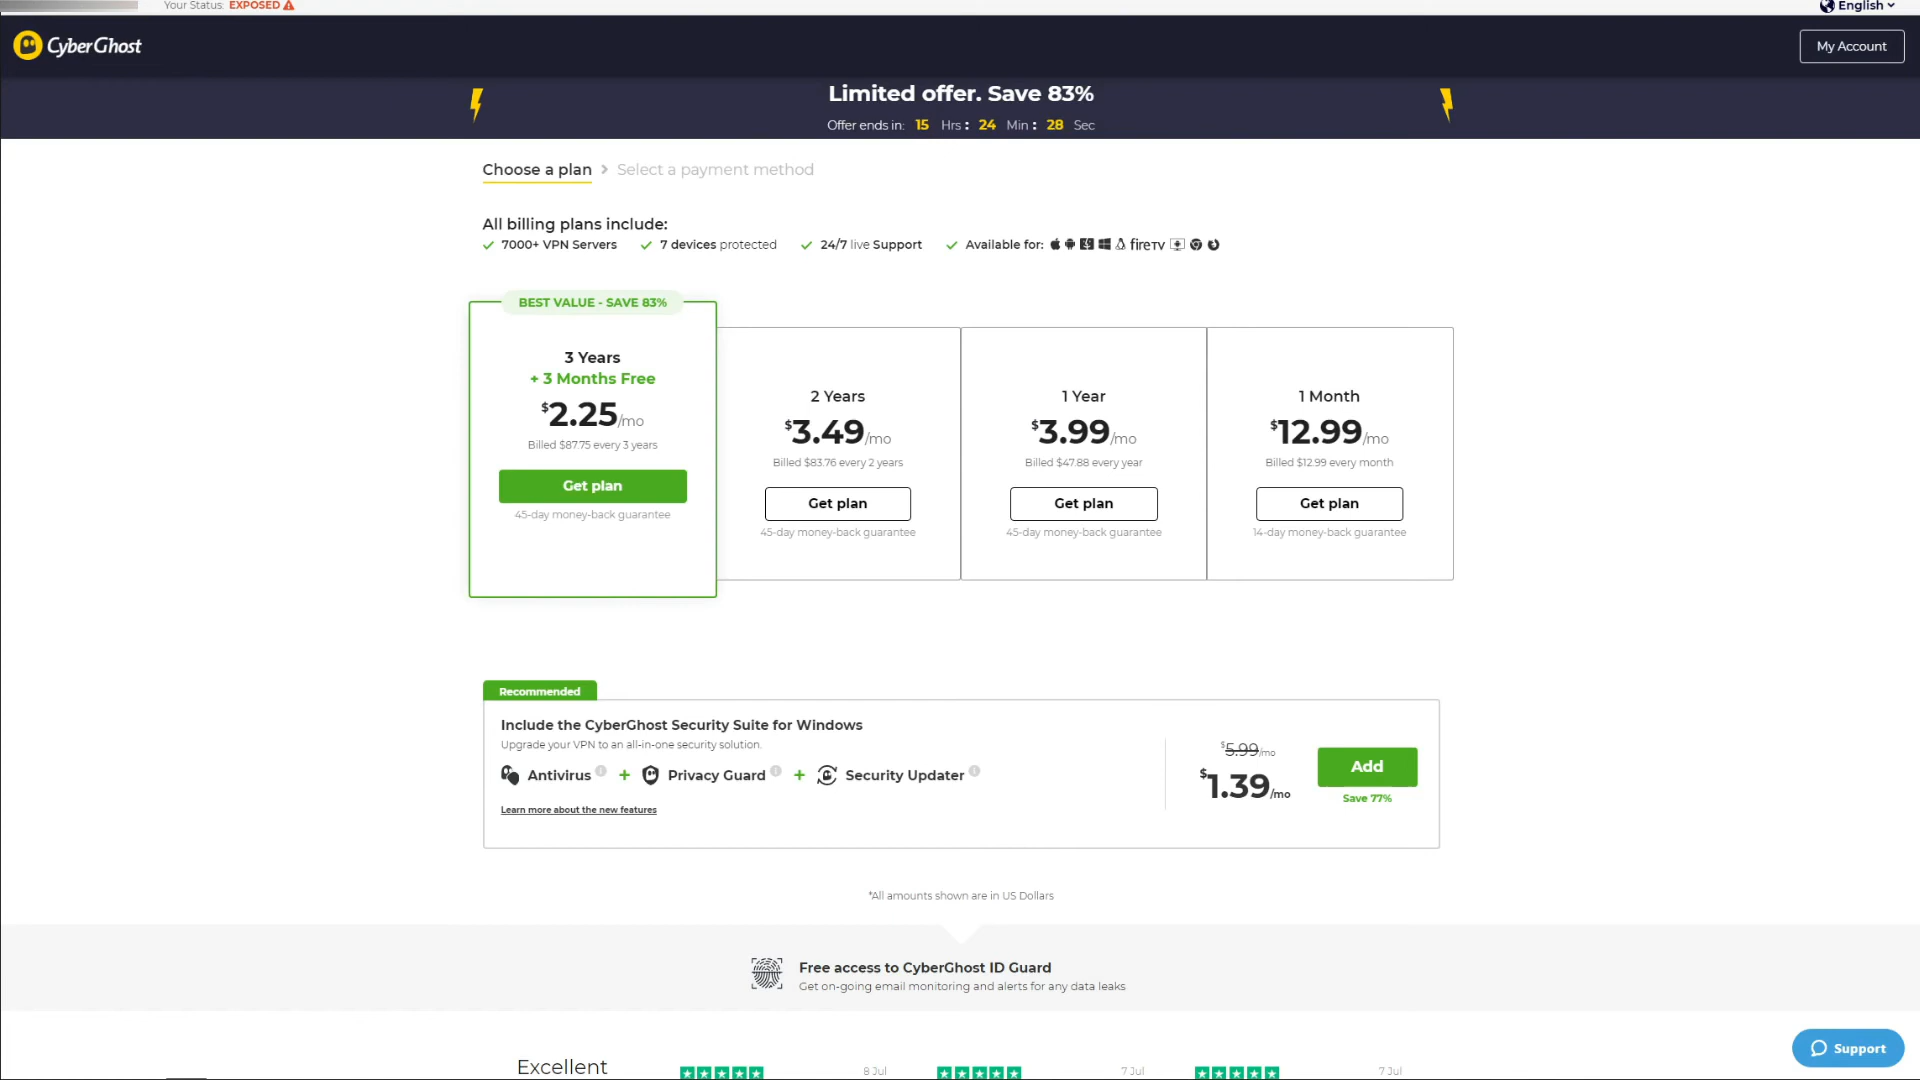 Your Status: EXPOSED
English
CyberGhost
My Account
Limited offer. Save 83%
Offer ends in: 15 Hrs : 24 Min : 28 Sec
Choose a plan > Select a payment method
All billing plans include:
7000+ VPN Servers 7 devices protected 24/7 live Support Available for: firetv
BEST VALUE - SAVE 83%
3 Years
+ 3 Months Free
$2.25/mo
Billed $87.75 every 3 years
Get plan
45-day money-back guarantee
2 Years
$3.49/mo
Billed $83.76 every 2 years
Get plan
45-day money-back guarantee
1 Year
$3.99/mo
Billed $47.88 every year
Get plan
45-day money-back guarantee
1 Month
$12.99/mo
Billed $12.99 every month
Get plan
14-day money-back guarantee
Recommended
Include the CyberGhost Security Suite for Windows
Upgrade your VPN to an all-in-one security solution.
Antivirus + Privacy Guard + Security Updater
Learn more about the new features
$5.99/mo
$1.39/mo
Add
Save 77%
*All amounts shown are in US Dollars
Free access to CyberGhost ID Guard
Get on-going email monitoring and alerts for any data leaks
Support
Excellent
8 Jul
7 Jul
7 Jul